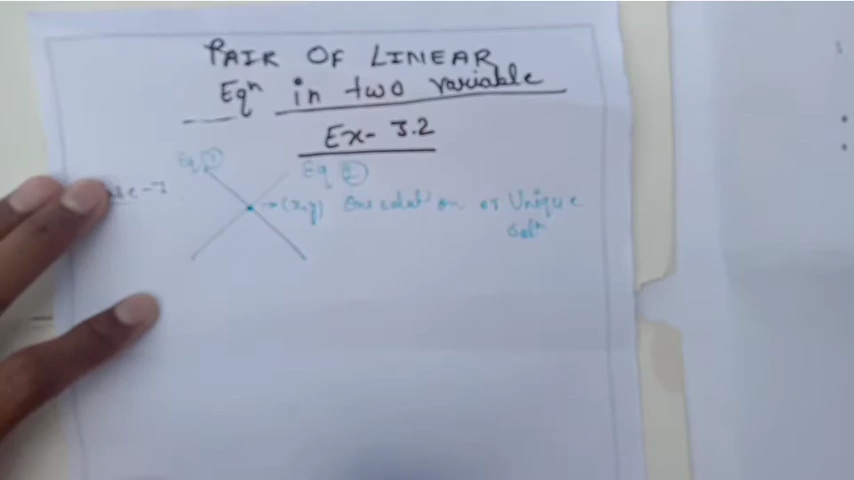 PAIR OF LINEAR
Eqn in two variable
Ex- 3.2
Eq 1
Eq 2
→ (x,y) One solution or Unique
Soln